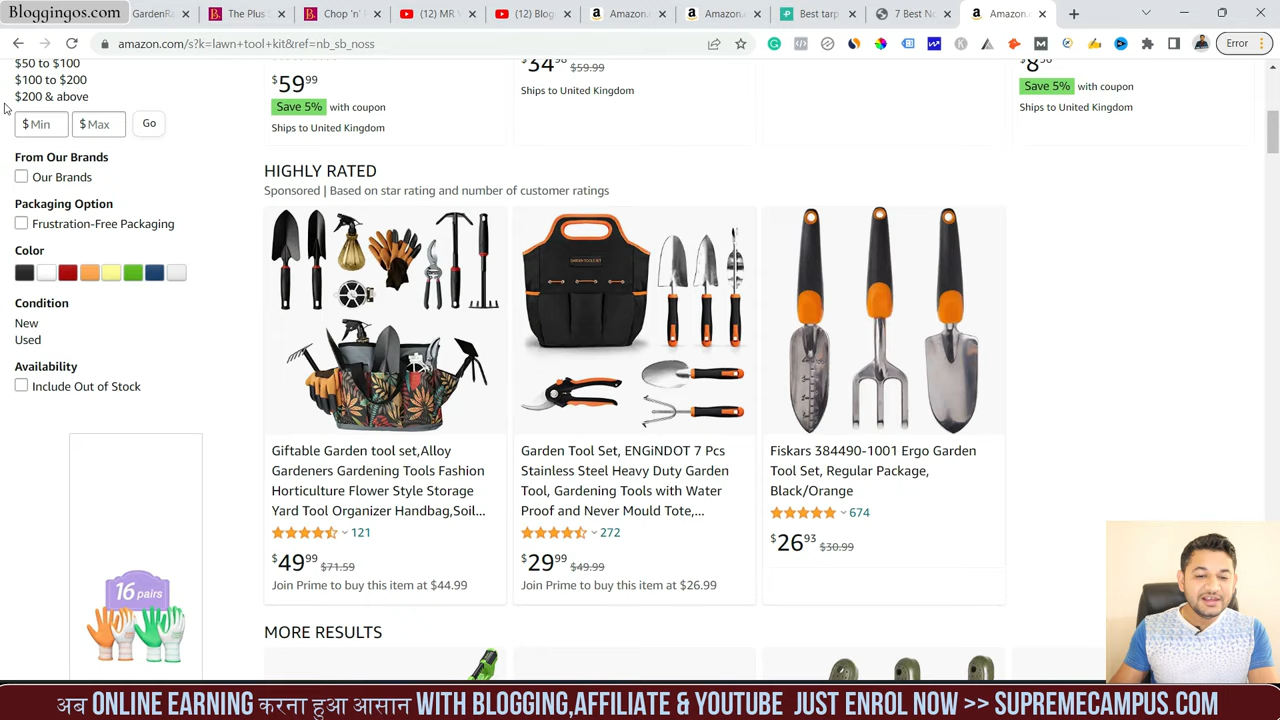 Bloggingos.com
GardenRa
The Plus S
Chop 'n' F
(12) MR V
(12) Blog
Amazon.c
Amazon.c
Best tarp
7 Best No
Amazon.c
amazon.com/s?k=lawn+tool+kit&ref=nb_sb_noss
Error
$50 to $100
$100 to $200
$200 & above
$ Min
$ Max
Go
From Our Brands
Our Brands
Packaging Option
Frustration-Free Packaging
Color
Condition
New
Used
Availability
Include Out of Stock
16 pairs
$59 99
Save 5% with coupon
Ships to United Kingdom
$34 98 $59.99
Ships to United Kingdom
Save 5% with coupon
Ships to United Kingdom
HIGHLY RATED
Sponsored | Based on star rating and number of customer ratings
GARDEN TOOLS SET
Giftable Garden tool set,Alloy
Gardeners Gardening Tools Fashion
Horticulture Flower Style Storage
Yard Tool Organizer Handbag,Soil...
121
$49 99 $71.59
Join Prime to buy this item at $44.99
Garden Tool Set, ENGiNDOT 7 Pcs
Stainless Steel Heavy Duty Garden
Tool, Gardening Tools with Water
Proof and Never Mould Tote,...
272
$29 99 $49.99
Join Prime to buy this item at $26.99
Fiskars 384490-1001 Ergo Garden
Tool Set, Regular Package,
Black/Orange
674
$26 93 $30.99
MORE RESULTS
अब ONLINE EARNING करना हुआ आसान WITH BLOGGING,AFFILIATE & YOUTUBE JUST ENROL NOW >> SUPREMECAMPUS.COM